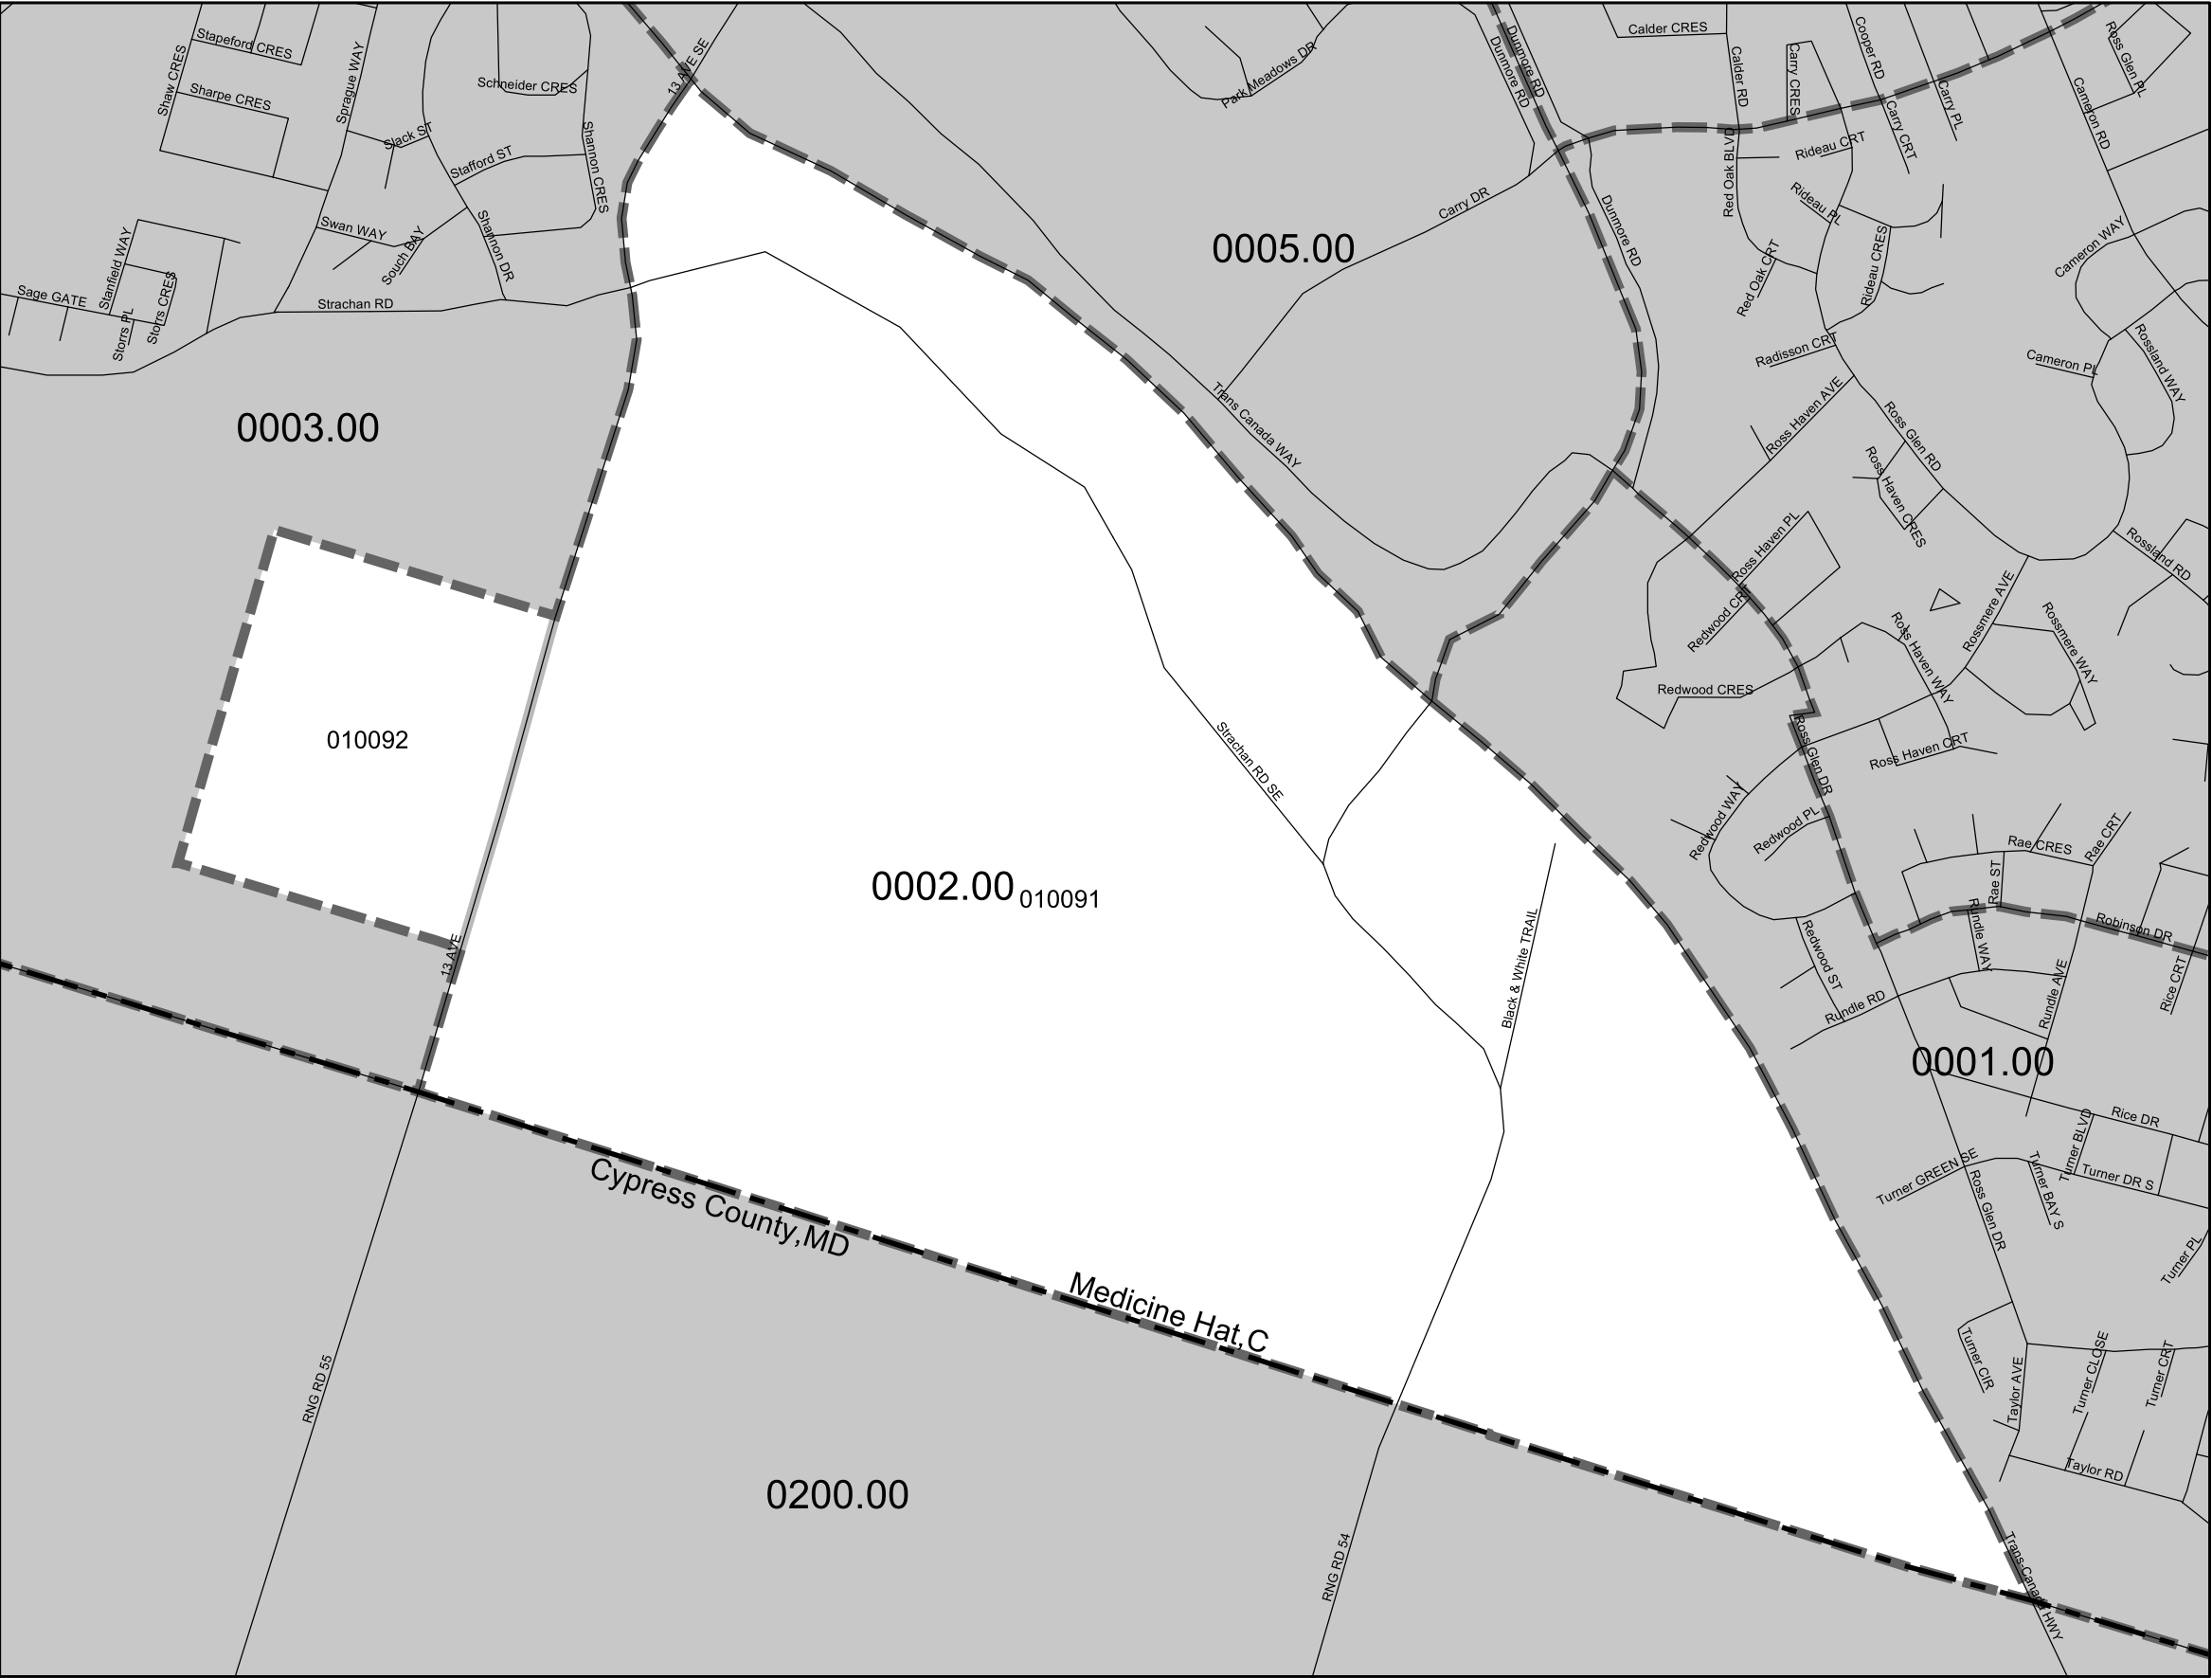 Stapeford CRES
Shaw CRES
Sharpe CRES
Sprague WAY
Schneider CRES
Slack ST
Stafford ST
Shannon CRES
13 AVE SE
Swan WAY
Souch BAY
Shannon DR
Stanfield WAY
Sage GATE
Storrs PL
Storrs CRES
Strachan RD
Park Meadows DR
Dunmore RD
Dunmore RD
Calder CRES
Calder RD
Carry CRES
Cooper RD
Carry CRT
Carry PL
Ross Glen PL
Cameron RD
Red Oak BLVD
Rideau CRT
Rideau PL
Rideau CRES
Red Oak CRT
Carry DR
Dunmore RD
0005.00
Cameron WAY
Radisson CRT
Cameron PL
Rossland WAY
Ross Haven AVE
Ross Glen RD
0003.00
Trans Canada WAY
Ross Haven CRES
Ross Haven PL
Redwood CRT
Rossland RD
Rossmere AVE
Rossmere WAY
Ross Haven WAY
Redwood CRES
Ross Glen DR
Ross Haven CRT
010092
Strachan RD SE
Redwood WAY
Redwood PL
Rae CRES
Rae CRT
Rae ST
0002.00
010091
Black & White TRAIL
13 AVE
Redwood ST
Rundle WAY
Robinson DR
Rundle RD
Rundle AVE
Rice CRT
0001.00
Rice DR
Turner BLVD
Turner GREEN SE
Turner BAY S
Turner DR S
Ross Glen DR
Turner PL
Cypress County,MD
Medicine Hat,C
Turner CIR
Taylor AVE
Turner CLOSE
Turner CRT
Taylor RD
RNG RD 55
0200.00
RNG RD 54
Trans-Canada HWY